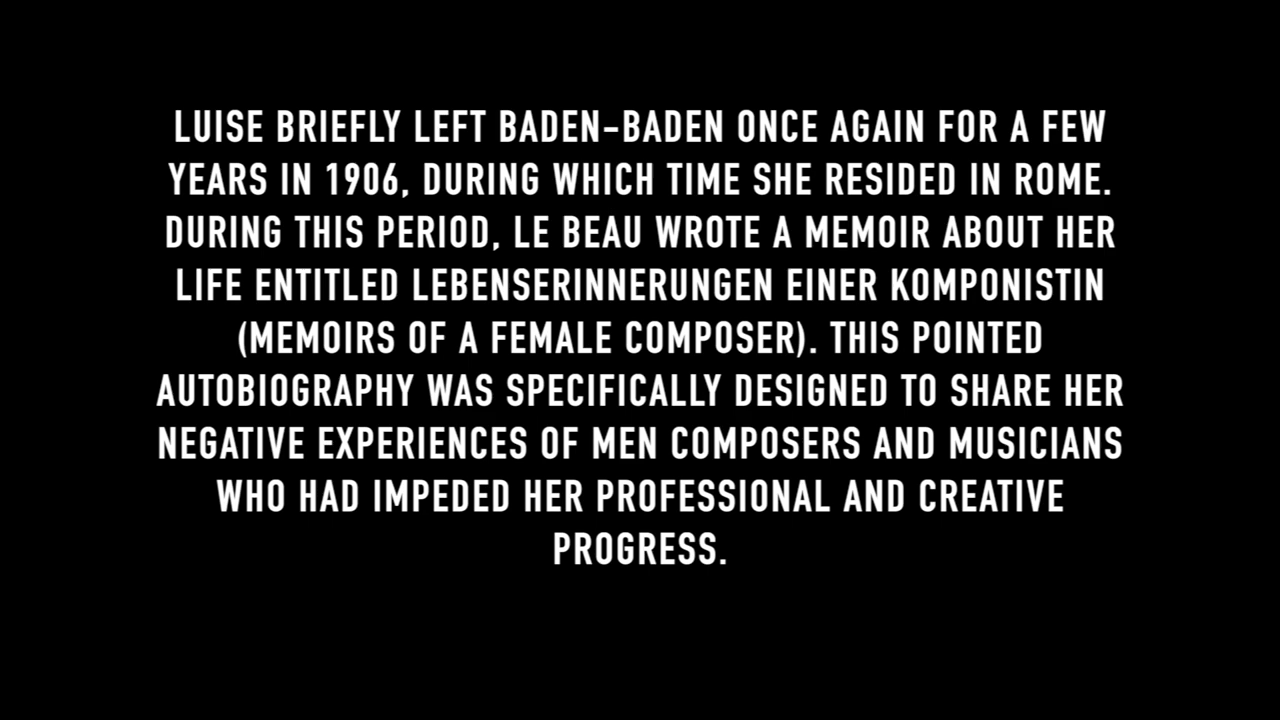 LUISE BRIEFLY LEFT BADEN-BADEN ONCE AGAIN FOR A FEW
YEARS IN 1906, DURING WHICH TIME SHE RESIDED IN ROME.
DURING THIS PERIOD, LE BEAU WROTE A MEMOIR ABOUT HER
LIFE ENTITLED LEBENSERINNERUNGEN EINER KOMPONISTIN
(MEMOIRS OF A FEMALE COMPOSER). THIS POINTED
AUTOBIOGRAPHY WAS SPECIFICALLY DESIGNED TO SHARE HER
NEGATIVE EXPERIENCES OF MEN COMPOSERS AND MUSICIANS
WHO HAD IMPEDED HER PROFESSIONAL AND CREATIVE
PROGRESS.